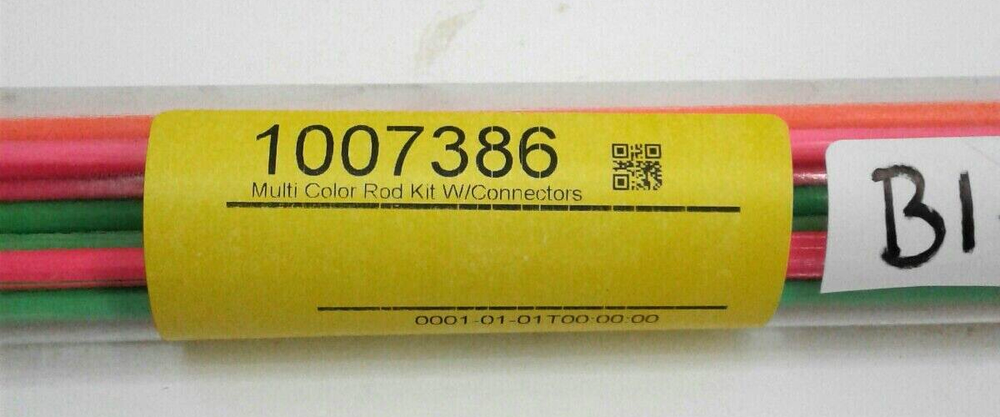 1007386
Multi Color Rod Kit W/Connectors
0001-01-01T00:00:00
B1